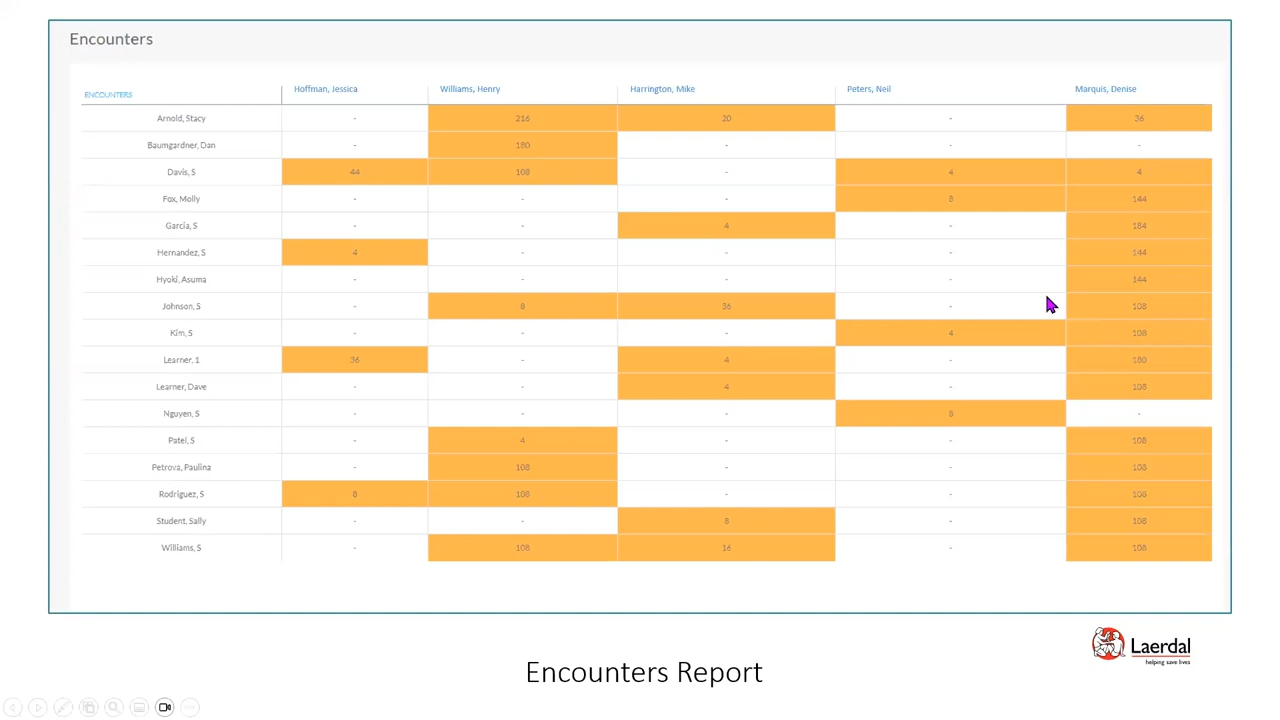 Encounters
ENCOUNTERS Hoffman, Jessica Williams, Henry Harrington, Mike Peters, Neil Marquis, Denise
Arnold, Stacy - 216 20 - 36
Baumgardner, Dan - 180 - - -
Davis, S 44 108 - 4 4
Fox, Molly - - - 8 144
Garcia, S - - 4 - 184
Hernandez, S 4 - - - 144
Hyoki, Asuma - - - - 144
Johnson, S - 8 36 - 108
Kim, S - - - 4 108
Learner, 1 36 - 4 - 180
Learner, Dave - - 4 - 108
Nguyen, S - - - 8 -
Patel, S - 4 - - 108
Petrova, Paulina - 108 - - 108
Rodriguez, S 8 108 - - 108
Student, Sally - - 8 - 108
Williams, S - 108 16 - 108
Laerdal
helping save lives
Encounters Report